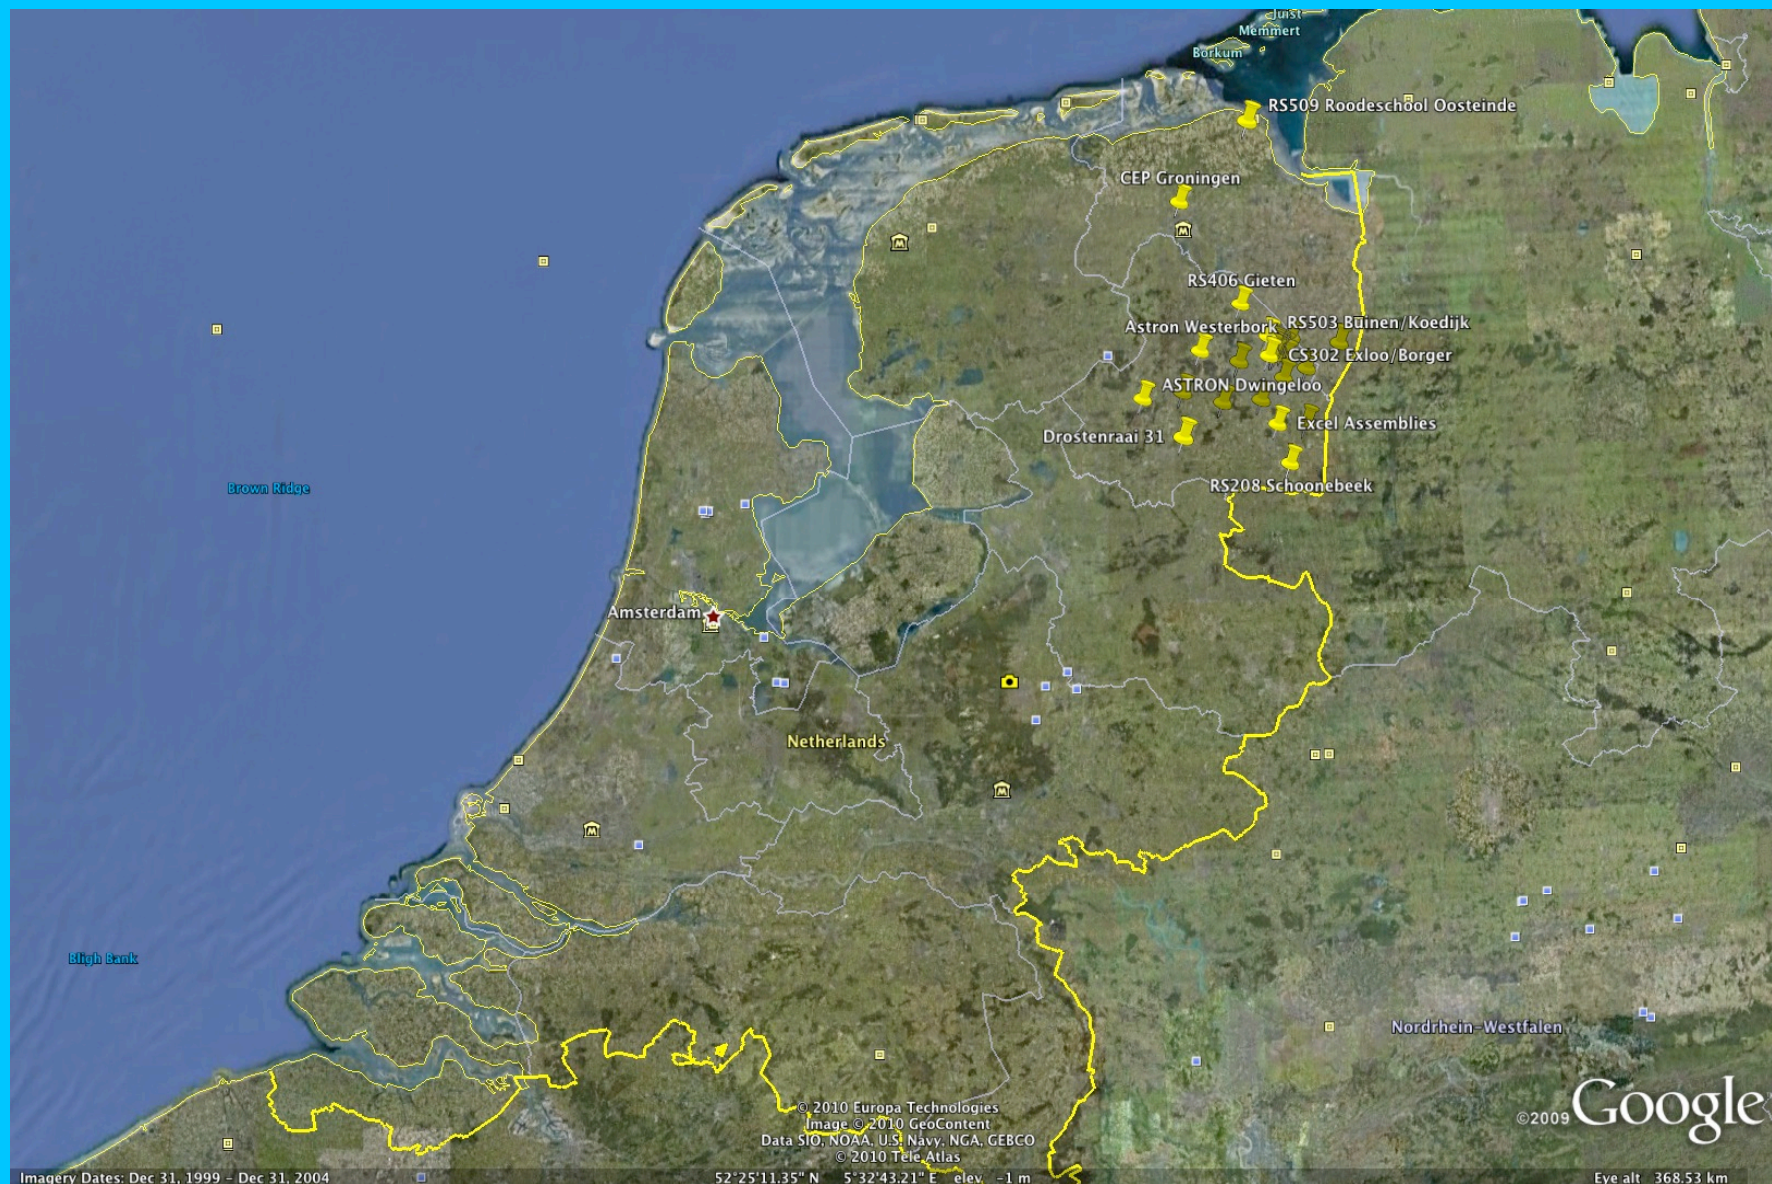 Juist
Memmert
Borkum
RS509 Roodeschool Oosteinde
CEP Groningen
RS406 Gieten
RS503 Buinen/Koedijk
Astron Westerbork
CS302 Exloo/Borger
ASTRON Dwingeloo
Excel Assemblies
Drostenraai 31
RS208 Schoonebeek
Brown Ridge
Amsterdam
Netherlands
Bligh Bank
Nordrhein-Westfalen
© 2010 Europa Technologies
Image © 2010 GeoContent
Data SIO, NOAA, U.S. Navy, NGA, GEBCO
© 2010 Tele Atlas
©2009 Google
Imagery Dates: Dec 31, 1999 - Dec 31, 2004
52°25'11.35" N 5°32'43.21" E elev -1 m
Eye alt 368.53 km